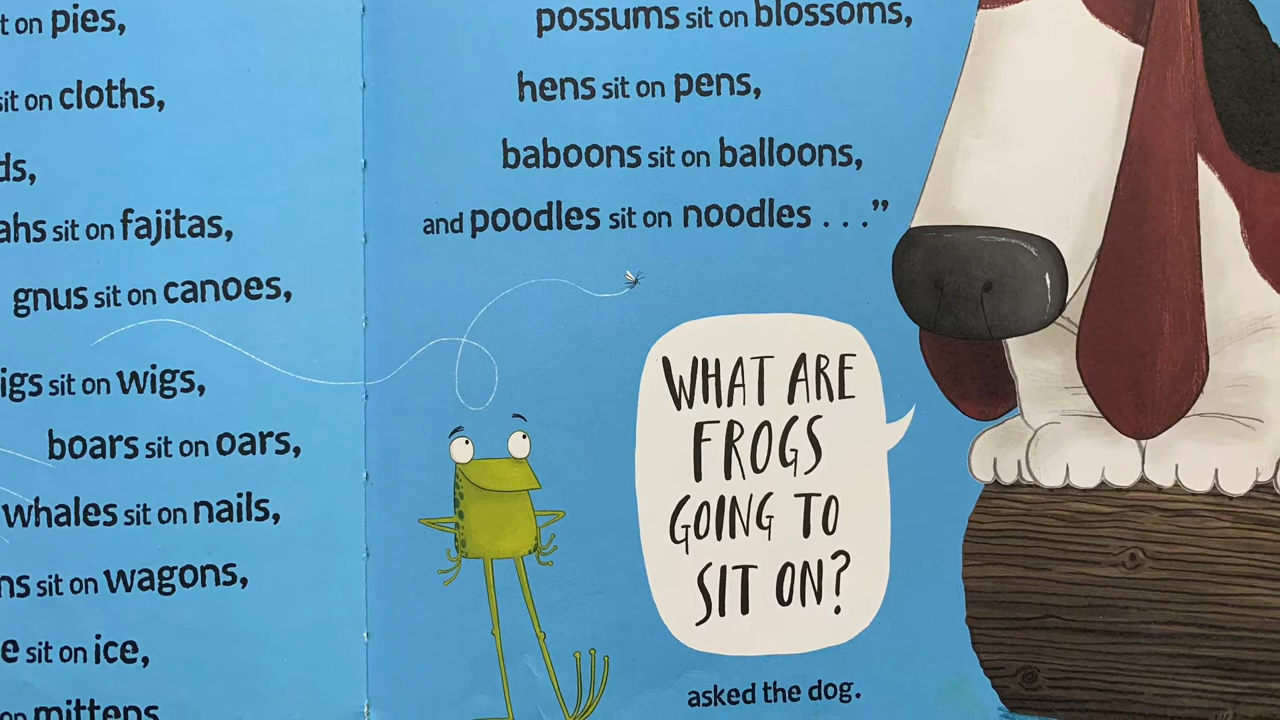 t on pies,
sit on cloths,
ds,
ahs sit on fajitas,
gnus sit on canoes,
igs sit on wigs,
boars sit on oars,
whales sit on nails,
ns sit on wagons,
e sit on ice,
on mittens
possums sit on blossoms,
hens sit on pens,
baboons sit on balloons,
and poodles sit on noodles . . .”
WHAT ARE
FROGS
GOING TO
SIT ON?
asked the dog.